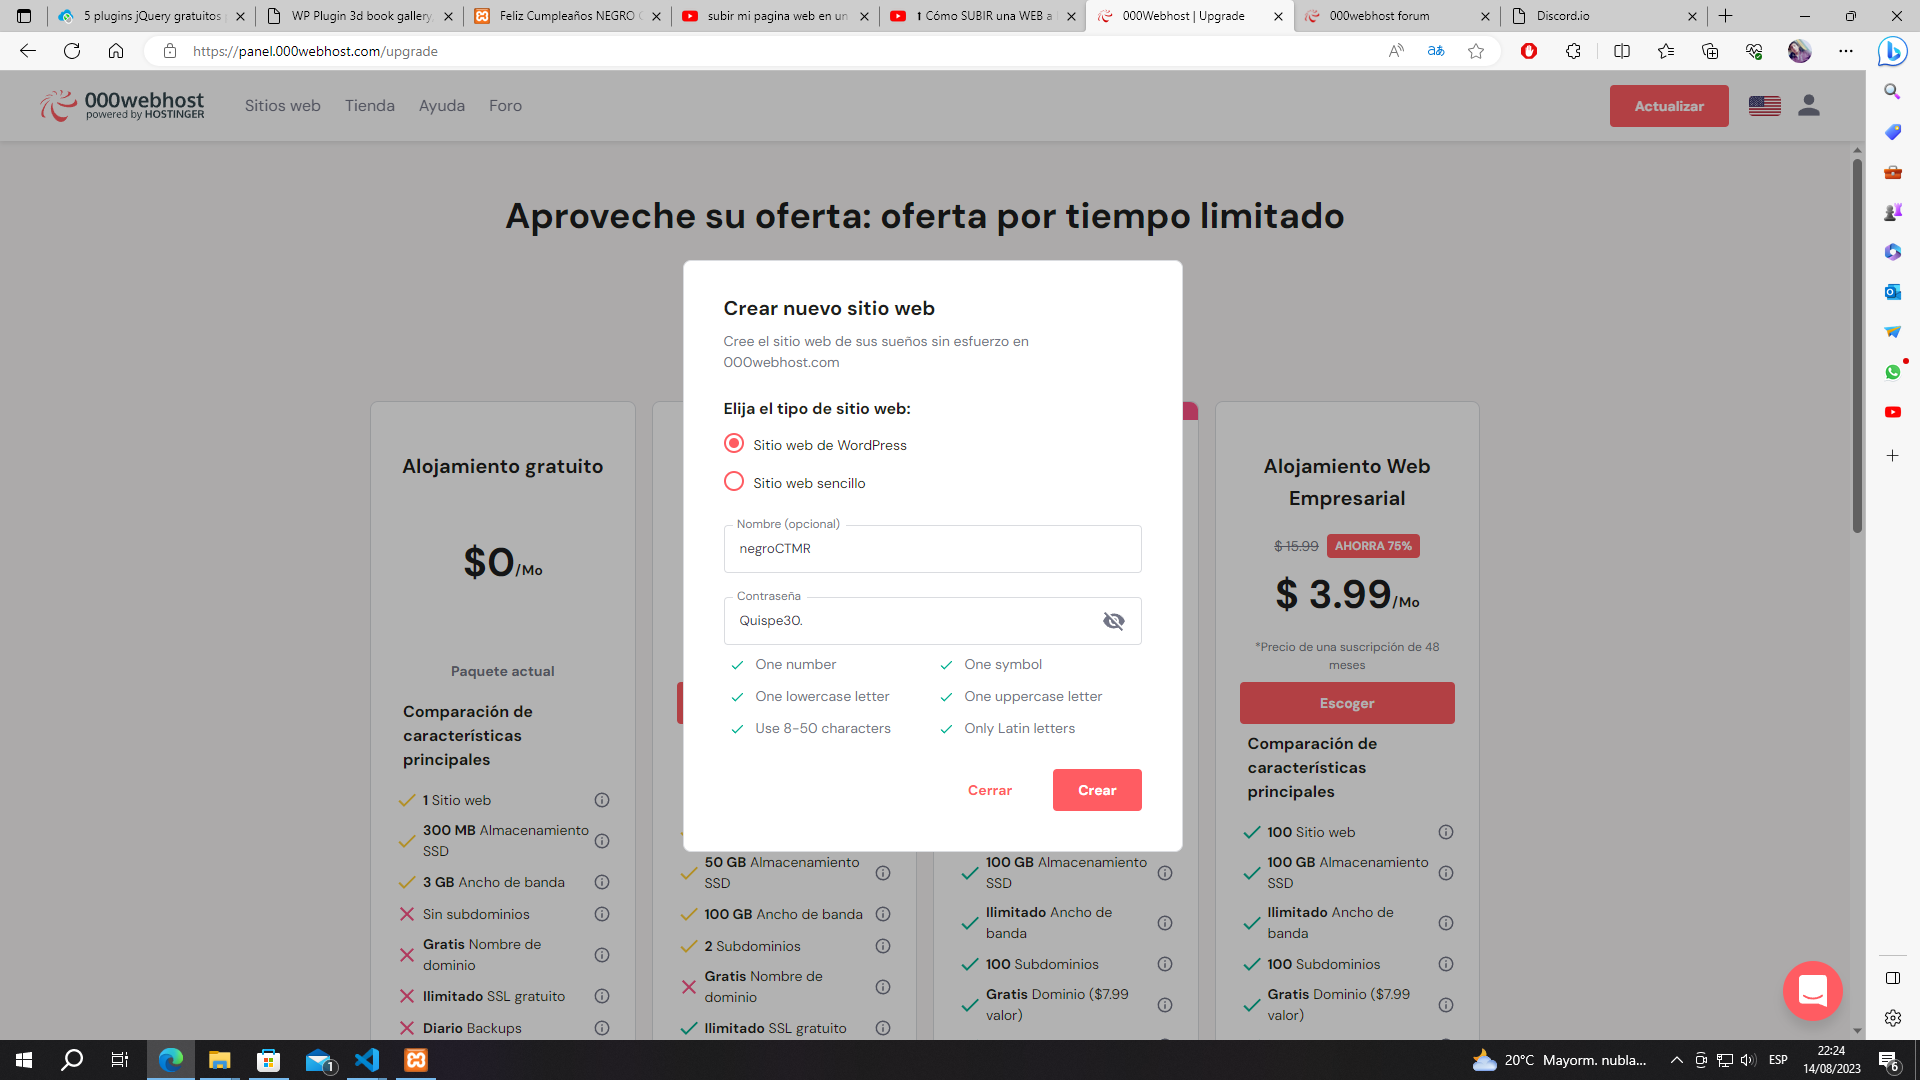 5 plugins jQuery gratuitos
WP Plugin 3d book gallery,
Feliz Cumpleaños NEGRO
subir mi pagina web en un
Cómo SUBIR una WEB a
000Webhost | Upgrade
000webhost forum
Discord.io
https://panel.000webhost.com/upgrade
000webhost
powered by HOSTINGER
Sitios web
Tienda
Ayuda
Foro
Actualizar
Aproveche su oferta: oferta por tiempo limitado
Crear nuevo sitio web
Cree el sitio web de sus sueños sin esfuerzo en
000webhost.com
Elija el tipo de sitio web:
Sitio web de WordPress
Sitio web sencillo
Nombre (opcional)
negroCTMR
Contraseña
Quispe30.
One number
One symbol
One lowercase letter
One uppercase letter
Use 8-50 characters
Only Latin letters
Cerrar
Crear
Alojamiento gratuito
$0/Mo
Paquete actual
Comparación de
características
principales
1 Sitio web
300 MB Almacenamiento
SSD
3 GB Ancho de banda
Sin subdominios
Gratis Nombre de
dominio
Ilimitado SSL gratuito
Diario Backups
50 GB Almacenamiento
SSD
100 GB Ancho de banda
2 Subdominios
Gratis Nombre de
dominio
Ilimitado SSL gratuito
100 GB Almacenamiento
SSD
Ilimitado Ancho de
banda
100 Subdominios
Gratis Dominio ($7.99
valor)
Alojamiento Web
Empresarial
$ 15.99
AHORRA 75%
$ 3.99/Mo
*Precio de una suscripción de 48
meses
Escoger
Comparación de
características
principales
100 Sitio web
100 GB Almacenamiento
SSD
Ilimitado Ancho de
banda
100 Subdominios
Gratis Dominio ($7.99
valor)
1
20°C Mayorm. nubla...
ESP
22:24
14/08/2023
6